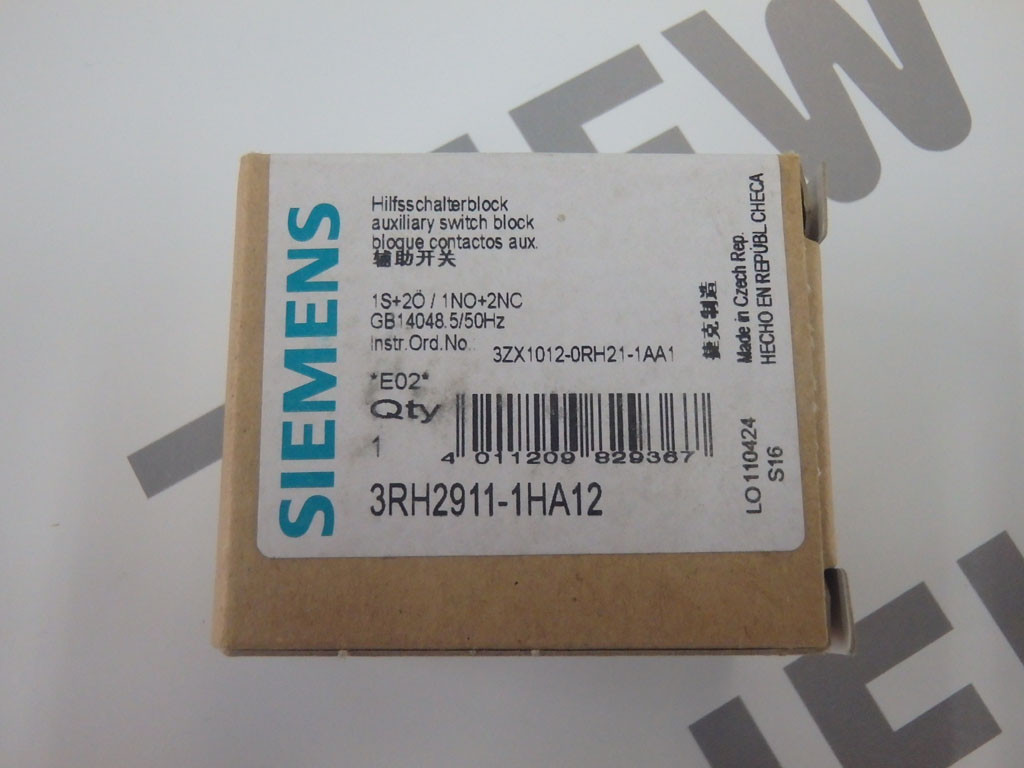 SIEMENS
Hilfsschalterblock
auxiliary switch block
bloque contactos aux.
辅助开关
1S+2Ö / 1NO+2NC
GB14048.5/50Hz
Instr.Ord.No. 3ZX1012-0RH21-1AA1
*E02*
Qty
1
4 011209 829367
3RH2911-1HA12
捷克制造
Made in Czech Rep.
HECHO EN REPÚBL CHECA
LO110424
S16